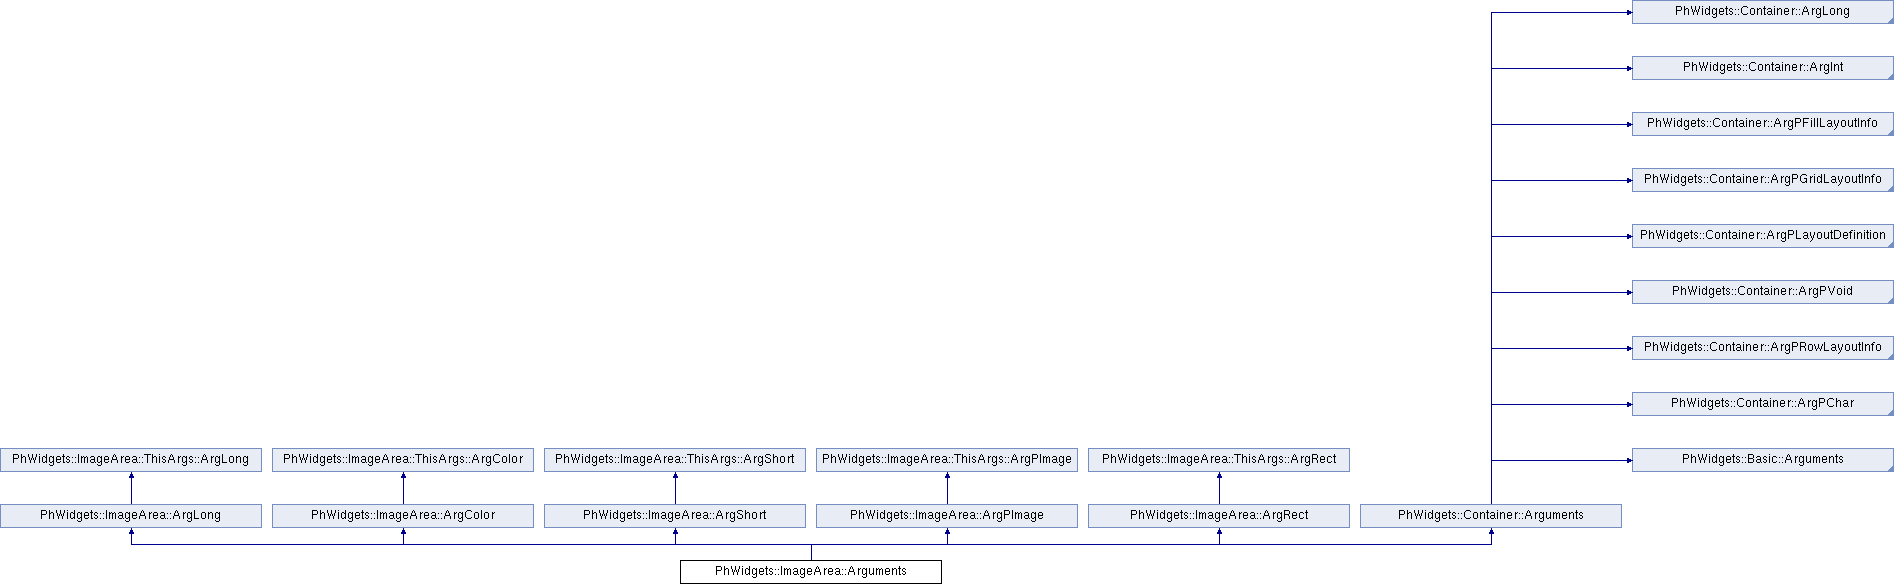 PhWidgets::Container::ArgLong
PhWidgets::Container::ArgInt
PhWidgets::Container::ArgPFillLayoutInfo
PhWidgets::Container::ArgPGridLayoutInfo
PhWidgets::Container::ArgPLayoutDefinition
PhWidgets::Container::ArgPVoid
PhWidgets::Container::ArgPRowLayoutInfo
PhWidgets::Container::ArgPChar
PhWidgets::ImageArea::ThisArgs::ArgLong
PhWidgets::ImageArea::ThisArgs::ArgColor
PhWidgets::ImageArea::ThisArgs::ArgShort
PhWidgets::ImageArea::ThisArgs::ArgPImage
PhWidgets::ImageArea::ThisArgs::ArgRect
PhWidgets::Basic::Arguments
PhWidgets::ImageArea::ArgLong
PhWidgets::ImageArea::ArgColor
PhWidgets::ImageArea::ArgShort
PhWidgets::ImageArea::ArgPImage
PhWidgets::ImageArea::ArgRect
PhWidgets::Container::Arguments
PhWidgets::ImageArea::Arguments